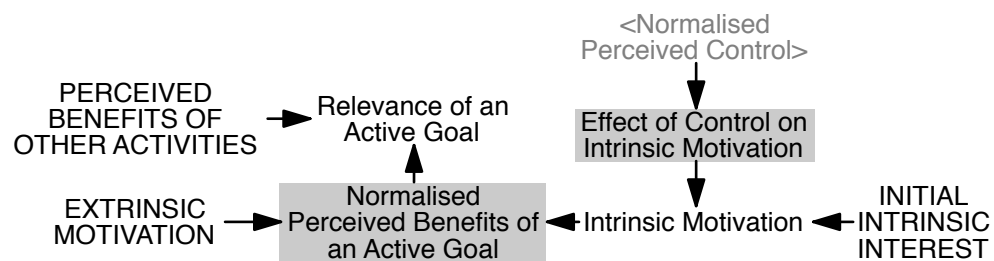 <Normalised
Perceived Control>
PERCEIVED
BENEFITS OF
OTHER ACTIVITIES
Relevance of an
Active Goal
Effect of Control on
Intrinsic Motivation
EXTRINSIC
MOTIVATION
Normalised
Perceived Benefits of
an Active Goal
Intrinsic Motivation
INITIAL
INTRINSIC
INTEREST